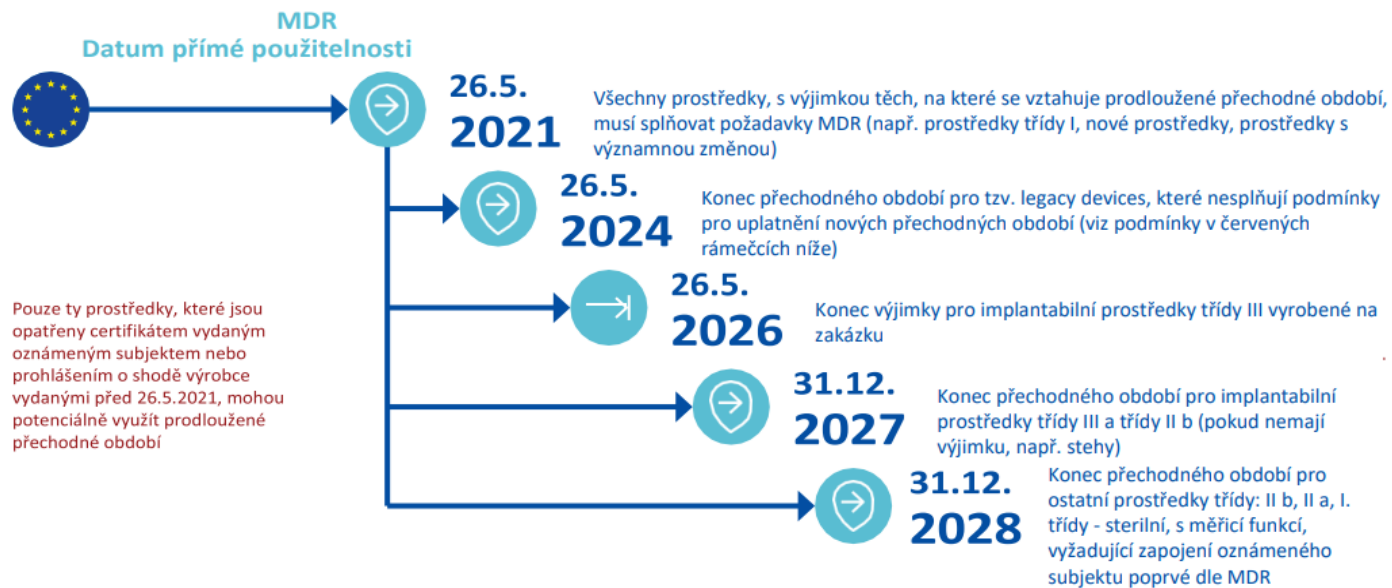 MDR
Datum přímé použitelnosti
26.5.
2021
Všechny prostředky, s výjimkou těch, na které se vztahuje prodloužené přechodné období,
musí splňovat požadavky MDR (např. prostředky třídy I, nové prostředky, prostředky s
významnou změnou)
26.5.
2024
Konec přechodného období pro tzv. legacy devices, které nesplňují podmínky
pro uplatnění nových přechodných období (viz podmínky v červených
rámečcích níže)
26.5.
2026
Konec výjimky pro implantabilní prostředky třídy III vyrobené na
zakázku
Pouze ty prostředky, které jsou
opatřeny certifikátem vydaným
oznámeným subjektem nebo
prohlášením o shodě výrobce
vydanými před 26.5.2021, mohou
potenciálně využít prodloužené
přechodné období
31.12.
2027
Konec přechodného období pro implantabilní
prostředky třídy III a třídy II b (pokud nemají
výjimku, např. stehy)
31.12.
2028
Konec přechodného období pro
ostatní prostředky třídy: II b, II a, I.
třídy - sterilní, s měřicí funkcí,
vyžadující zapojení oznámeného
subjektu poprvé dle MDR